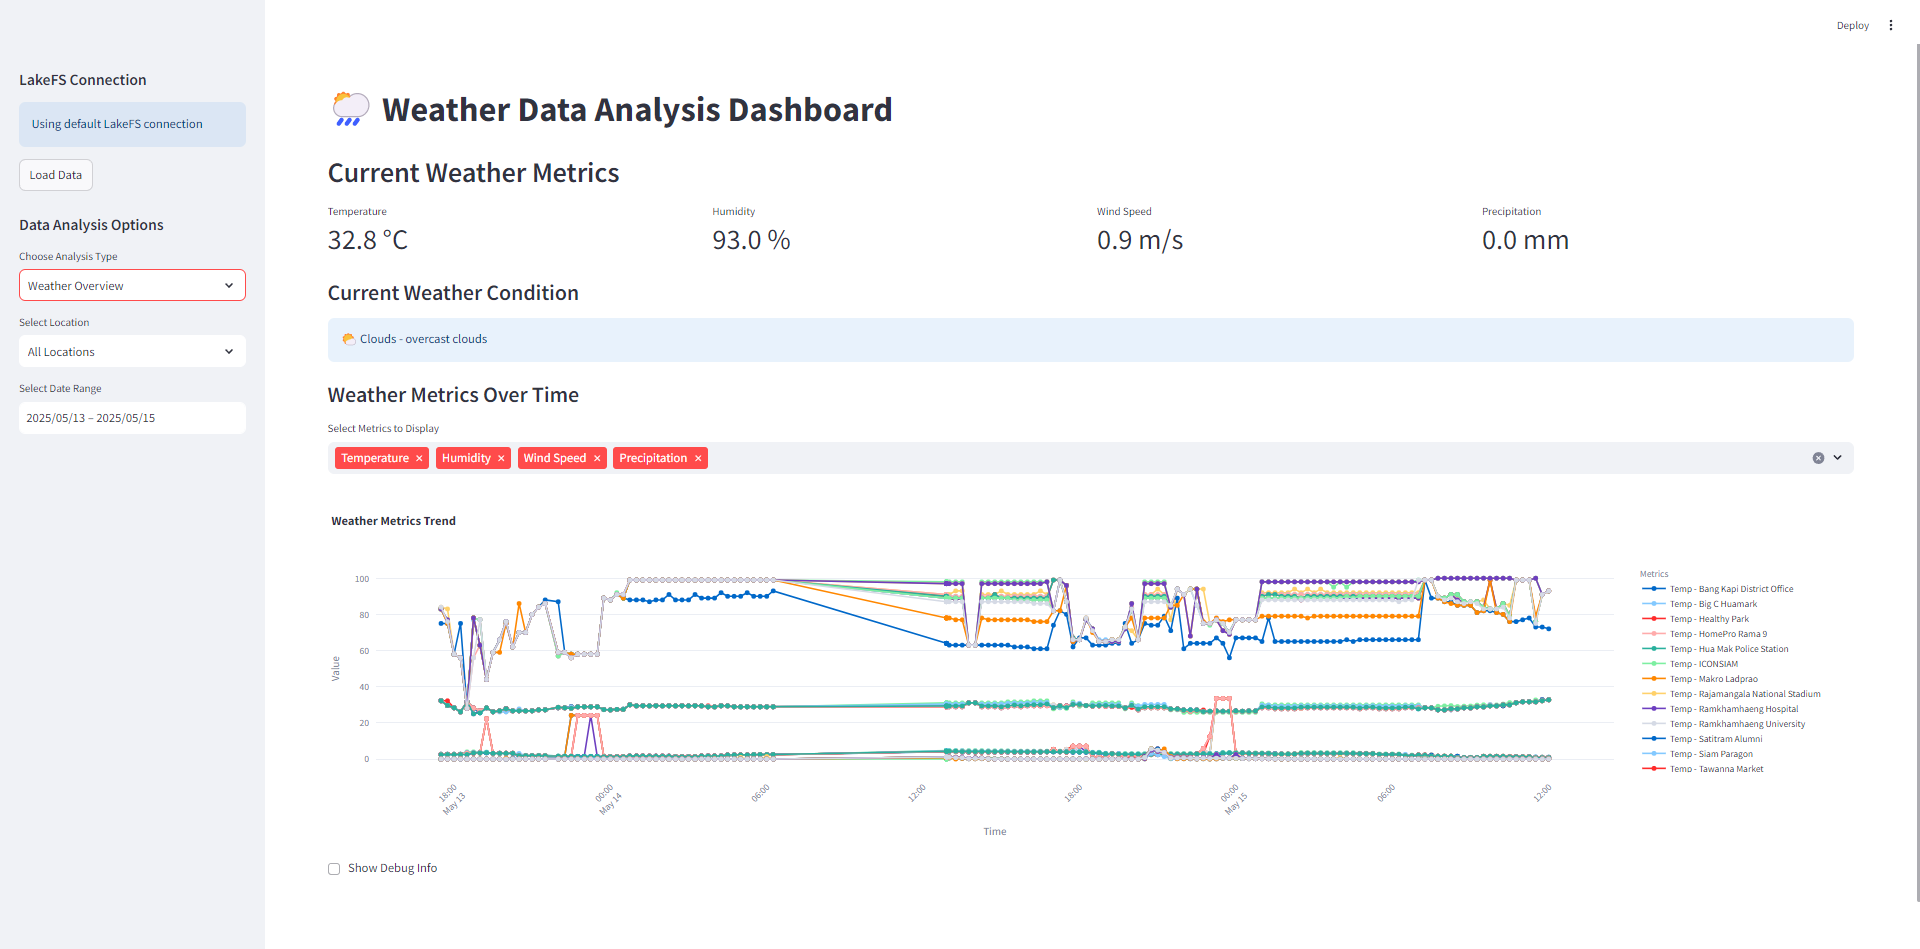 Deploy
LakeFS Connection
Using default LakeFS connection
Load Data
Data Analysis Options
Choose Analysis Type
Weather Overview
Select Location
All Locations
Select Date Range
2025/05/13 – 2025/05/15
Weather Data Analysis Dashboard
Current Weather Metrics
Temperature
32.8 °C
Humidity
93.0 %
Wind Speed
0.9 m/s
Precipitation
0.0 mm
Current Weather Condition
Clouds - overcast clouds
Weather Metrics Over Time
Select Metrics to Display
Temperature × Humidity × Wind Speed × Precipitation ×
Weather Metrics Trend
100
80
60
40
20
0
Value
18:00
May 13
00:00
May 14
06:00
12:00
18:00
00:00
May 15
06:00
12:00
Time
Metrics
Temp - Bang Kapi District Office
Temp - Big C Huamark
Temp - Healthy Park
Temp - HomePro Rama 9
Temp - Hua Mak Police Station
Temp - ICONSIAM
Temp - Makro Ladprao
Temp - Rajamangala National Stadium
Temp - Ramkhamhaeng Hospital
Temp - Ramkhamhaeng University
Temp - Satitram Alumni
Temp - Siam Paragon
Temp - Tawanna Market
Show Debug Info